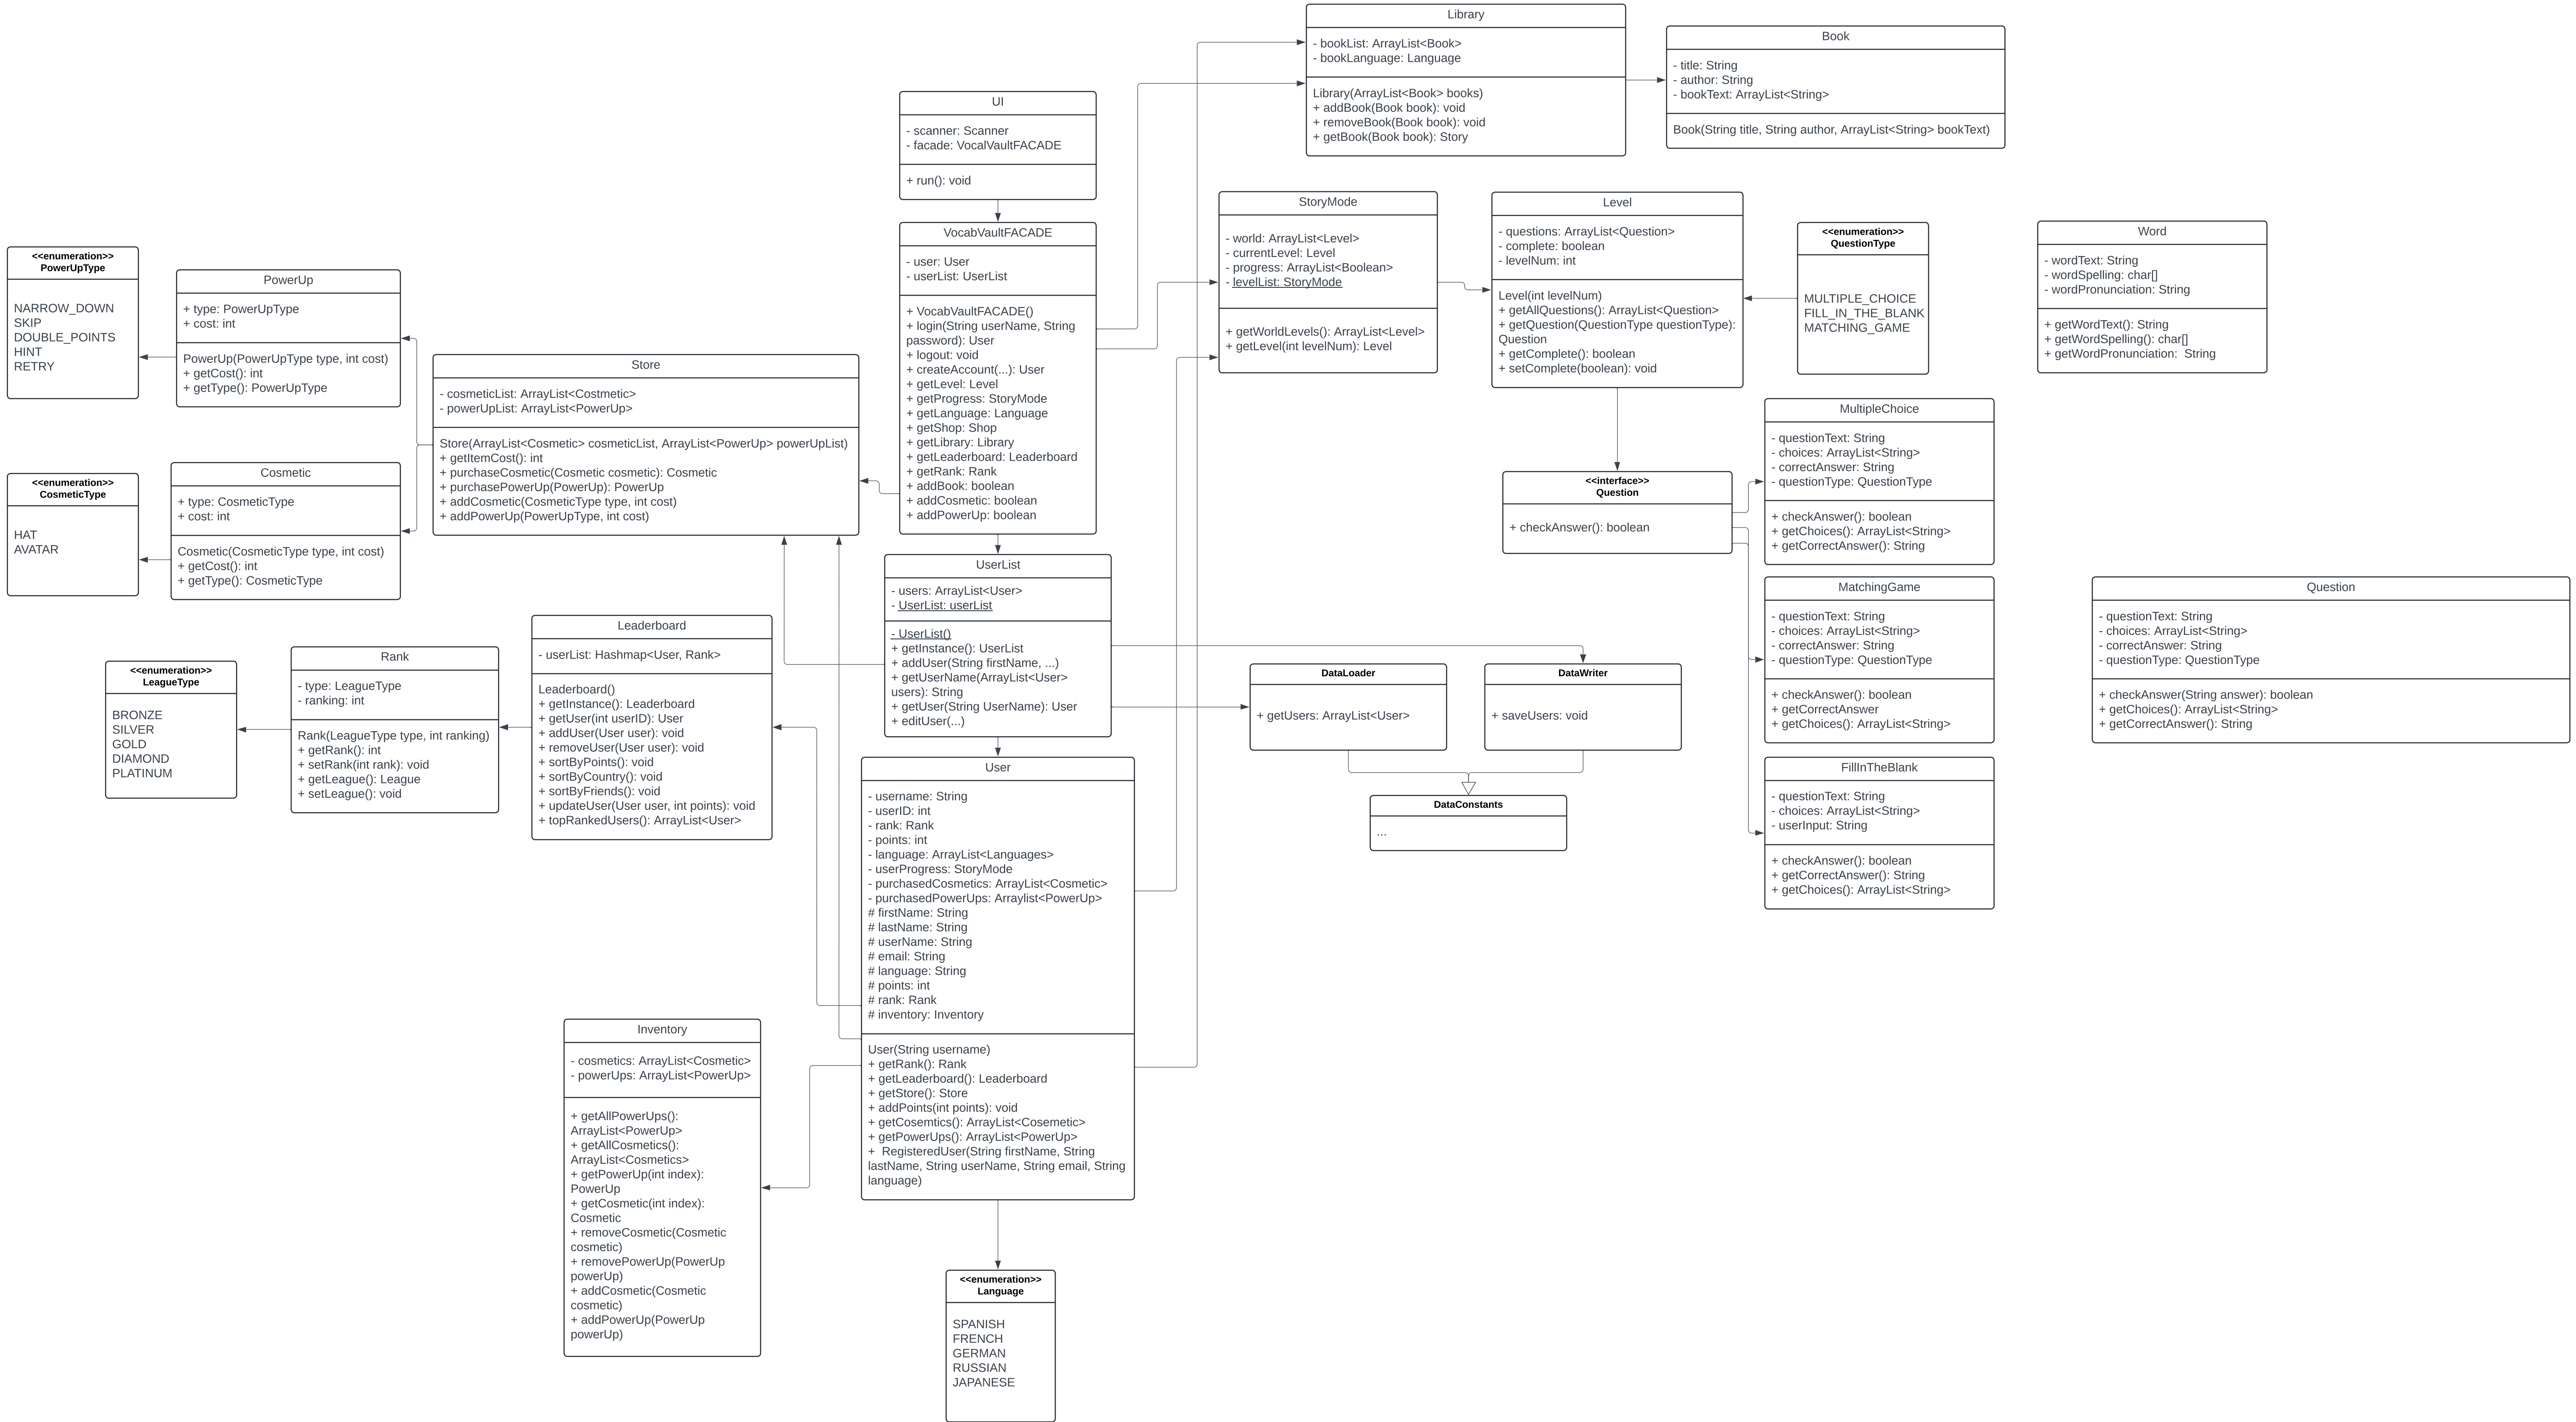 Library
- bookList: ArrayList<Book>
- bookLanguage: Language
Library(ArrayList<Book> books)
+ addBook(Book book): void
+ removeBook(Book book): void
+ getBook(Book book): Story
Book
- title: String
- author: String
- bookText: ArrayList<String>
Book(String title, String author, ArrayList<String> bookText)
UI
- scanner: Scanner
- facade: VocalVaultFACADE
+ run(): void
VocabVaultFACADE
- user: User
- userList: UserList
+ VocabVaultFACADE()
+ login(String userName, String
password): User
+ logout: void
+ createAccount(...): User
+ getLevel: Level
+ getProgress: StoryMode
+ getLanguage: Language
+ getShop: Shop
+ getLibrary: Library
+ getLeaderboard: Leaderboard
+ getRank: Rank
+ addBook: boolean
+ addCosmetic: boolean
+ addPowerUp: boolean
StoryMode
- world: ArrayList<Level>
- currentLevel: Level
- progress: ArrayList<Boolean>
- levelList: StoryMode
+ getWorldLevels(): ArrayList<Level>
+ getLevel(int levelNum): Level
Level
- questions: ArrayList<Question>
- complete: boolean
- levelNum: int
Level(int levelNum)
+ getAllQuestions(): ArrayList<Question>
+ getQuestion(QuestionType questionType):
Question
+ getComplete(): boolean
+ setComplete(boolean): void
<<enumeration>>
QuestionType
MULTIPLE_CHOICE
FILL_IN_THE_BLANK
MATCHING_GAME
Word
- wordText: String
- wordSpelling: char[]
- wordPronunciation: String
+ getWordText(): String
+ getWordSpelling(): char[]
+ getWordPronunciation:  String
<<enumeration>>
PowerUpType
NARROW_DOWN
SKIP
DOUBLE_POINTS
HINT
RETRY
PowerUp
+ type: PowerUpType
+ cost: int
PowerUp(PowerUpType type, int cost)
+ getCost(): int
+ getType(): PowerUpType
Store
- cosmeticList: ArrayList<Costmetic>
- powerUpList: ArrayList<PowerUp>
Store(ArrayList<Cosmetic> cosmeticList, ArrayList<PowerUp> powerUpList)
+ getItemCost(): int
+ purchaseCosmetic(Cosmetic cosmetic): Cosmetic
+ purchasePowerUp(PowerUp): PowerUp
+ addCosmetic(CosmeticType type, int cost)
+ addPowerUp(PowerUpType, int cost)
<<enumeration>>
CosmeticType
HAT
AVATAR
Cosmetic
+ type: CosmeticType
+ cost: int
Cosmetic(CosmeticType type, int cost)
+ getCost(): int
+ getType(): CosmeticType
<<interface>>
Question
+ checkAnswer(): boolean
MultipleChoice
- questionText: String
- choices: ArrayList<String>
- correctAnswer: String
- questionType: QuestionType
+ checkAnswer(): boolean
+ getChoices(): ArrayList<String>
+ getCorrectAnswer(): String
UserList
- users: ArrayList<User>
- UserList: userList
- UserList()
+ getInstance(): UserList
+ addUser(String firstName, ...)
+ getUserName(ArrayList<User>
users): String
+ getUser(String UserName): User
+ editUser(...)
MatchingGame
- questionText: String
- choices: ArrayList<String>
- correctAnswer: String
- questionType: QuestionType
+ checkAnswer(): boolean
+ getCorrectAnswer
+ getChoices(): ArrayList<String>
Question
- questionText: String
- choices: ArrayList<String>
- correctAnswer: String
- questionType: QuestionType
+ checkAnswer(String answer): boolean
+ getChoices(): ArrayList<String>
+ getCorrectAnswer(): String
<<enumeration>>
LeagueType
BRONZE
SILVER
GOLD
DIAMOND
PLATINUM
Rank
- type: LeagueType
- ranking: int
Rank(LeagueType type, int ranking)
+ getRank(): int
+ setRank(int rank): void
+ getLeague(): League
+ setLeague(): void
Leaderboard
- userList: Hashmap<User, Rank>
Leaderboard()
+ getInstance(): Leaderboard
+ getUser(int userID): User
+ addUser(User user): void
+ removeUser(User user): void
+ sortByPoints(): void
+ sortByCountry(): void
+ sortByFriends(): void
+ updateUser(User user, int points): void
+ topRankedUsers(): ArrayList<User>
DataLoader
+ getUsers: ArrayList<User>
DataWriter
+ saveUsers: void
DataConstants
...
FillInTheBlank
- questionText: String
- choices: ArrayList<String>
- userInput: String
+ checkAnswer(): boolean
+ getCorrectAnswer(): String
+ getChoices(): ArrayList<String>
User
- username: String
- userID: int
- rank: Rank
- points: int
- language: ArrayList<Languages>
- userProgress: StoryMode
- purchasedCosmetics: ArrayList<Cosmetic>
- purchasedPowerUps: Arraylist<PowerUp>
# firstName: String
# lastName: String
# userName: String
# email: String
# language: String
# points: int
# rank: Rank
# inventory: Inventory
User(String username)
+ getRank(): Rank
+ getLeaderboard(): Leaderboard
+ getStore(): Store
+ addPoints(int points): void
+ getCosemtics(): ArrayList<Cosemetic>
+ getPowerUps(): ArrayList<PowerUp>
+  RegisteredUser(String firstName, String
lastName, String userName, String email, String
language)
Inventory
- cosmetics: ArrayList<Cosmetic>
- powerUps: ArrayList<PowerUp>
+ getAllPowerUps():
ArrayList<PowerUp>
+ getAllCosmetics():
ArrayList<Cosmetics>
+ getPowerUp(int index):
PowerUp
+ getCosmetic(int index):
Cosmetic
+ removeCosmetic(Cosmetic
cosmetic)
+ removePowerUp(PowerUp
powerUp)
+ addCosmetic(Cosmetic
cosmetic)
+ addPowerUp(PowerUp
powerUp)
<<enumeration>>
Language
SPANISH
FRENCH
GERMAN
RUSSIAN
JAPANESE